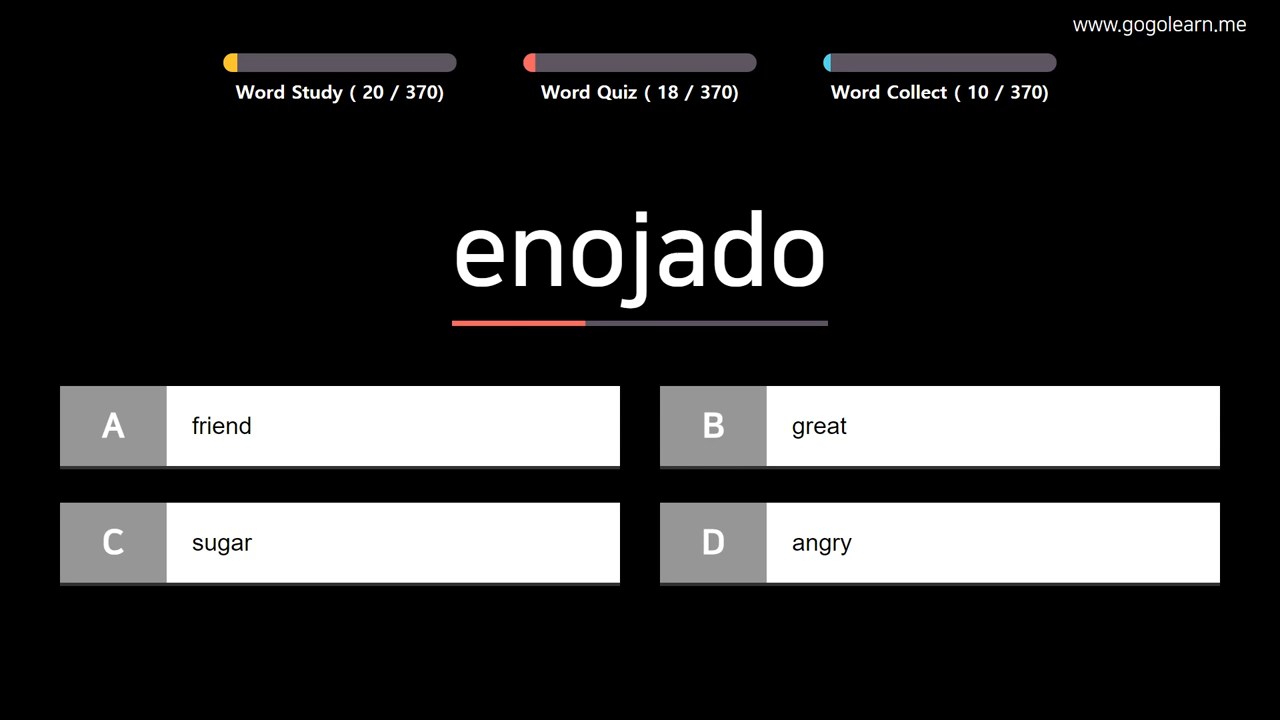 www.gogolearn.me
Word Study ( 20 / 370)
Word Quiz ( 18 / 370)
Word Collect ( 10 / 370)
enojado
A friend
B great
C sugar
D angry